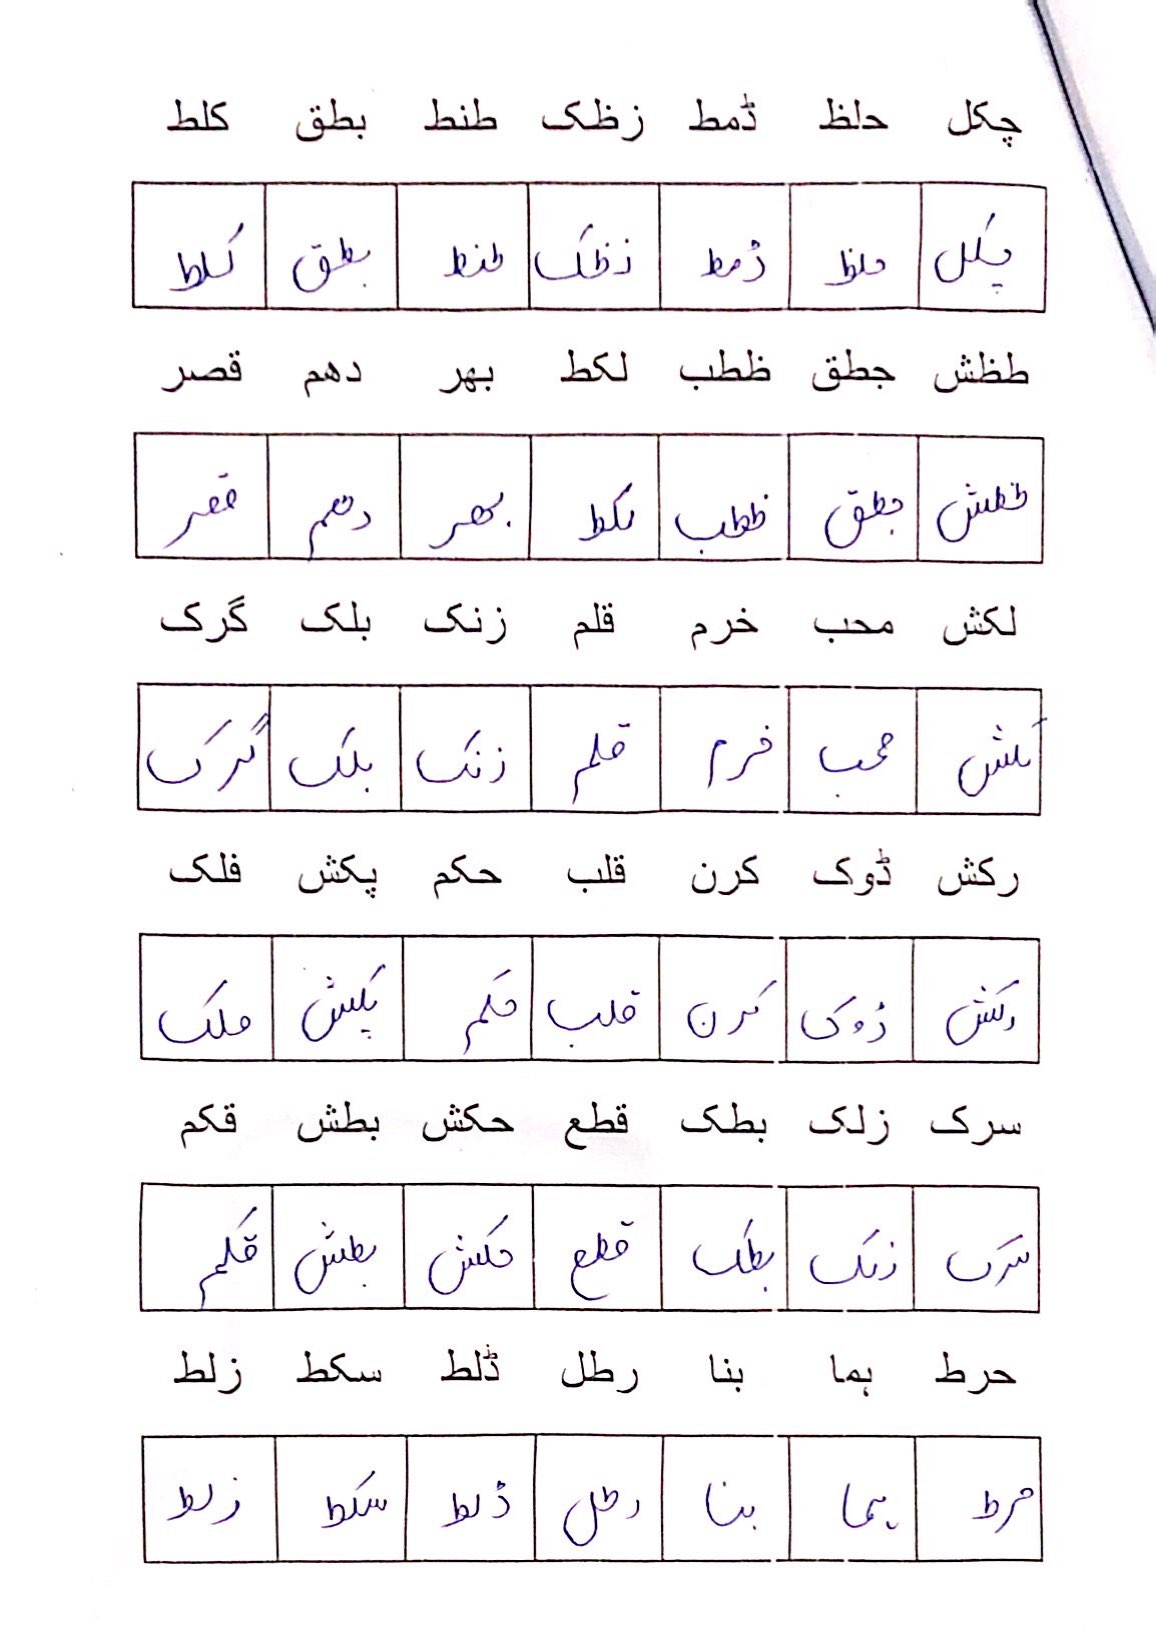 چکل حلظ ڈمط زظک طنط بطق کلط
چکل حلظ ڈمط زظک طنط بطق کلط
طظش جطق ظطب لکط بهر دهم قصر
طظش جطق ظطب لکط بهر دهم قصر
لکش محب خرم قلم زنک بلک گرک
لکش محب خرم قلم زنک بلک گرک
رکش ڈوک کرن قلب حکم پکش فلک
رکش ڈوک کرن قلب حکم پکش فلک
سرک زلک بطک قطع حکش بطش قکم
سرک زلک بطک قطع حکش بطش قکم
حرط ہما بنا رطل ڈلط سکط زلط
حرط ہما بنا رطل ڈلط سکط زلط